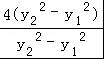 4(y₂² − y₁²)
y₂² − y₁²